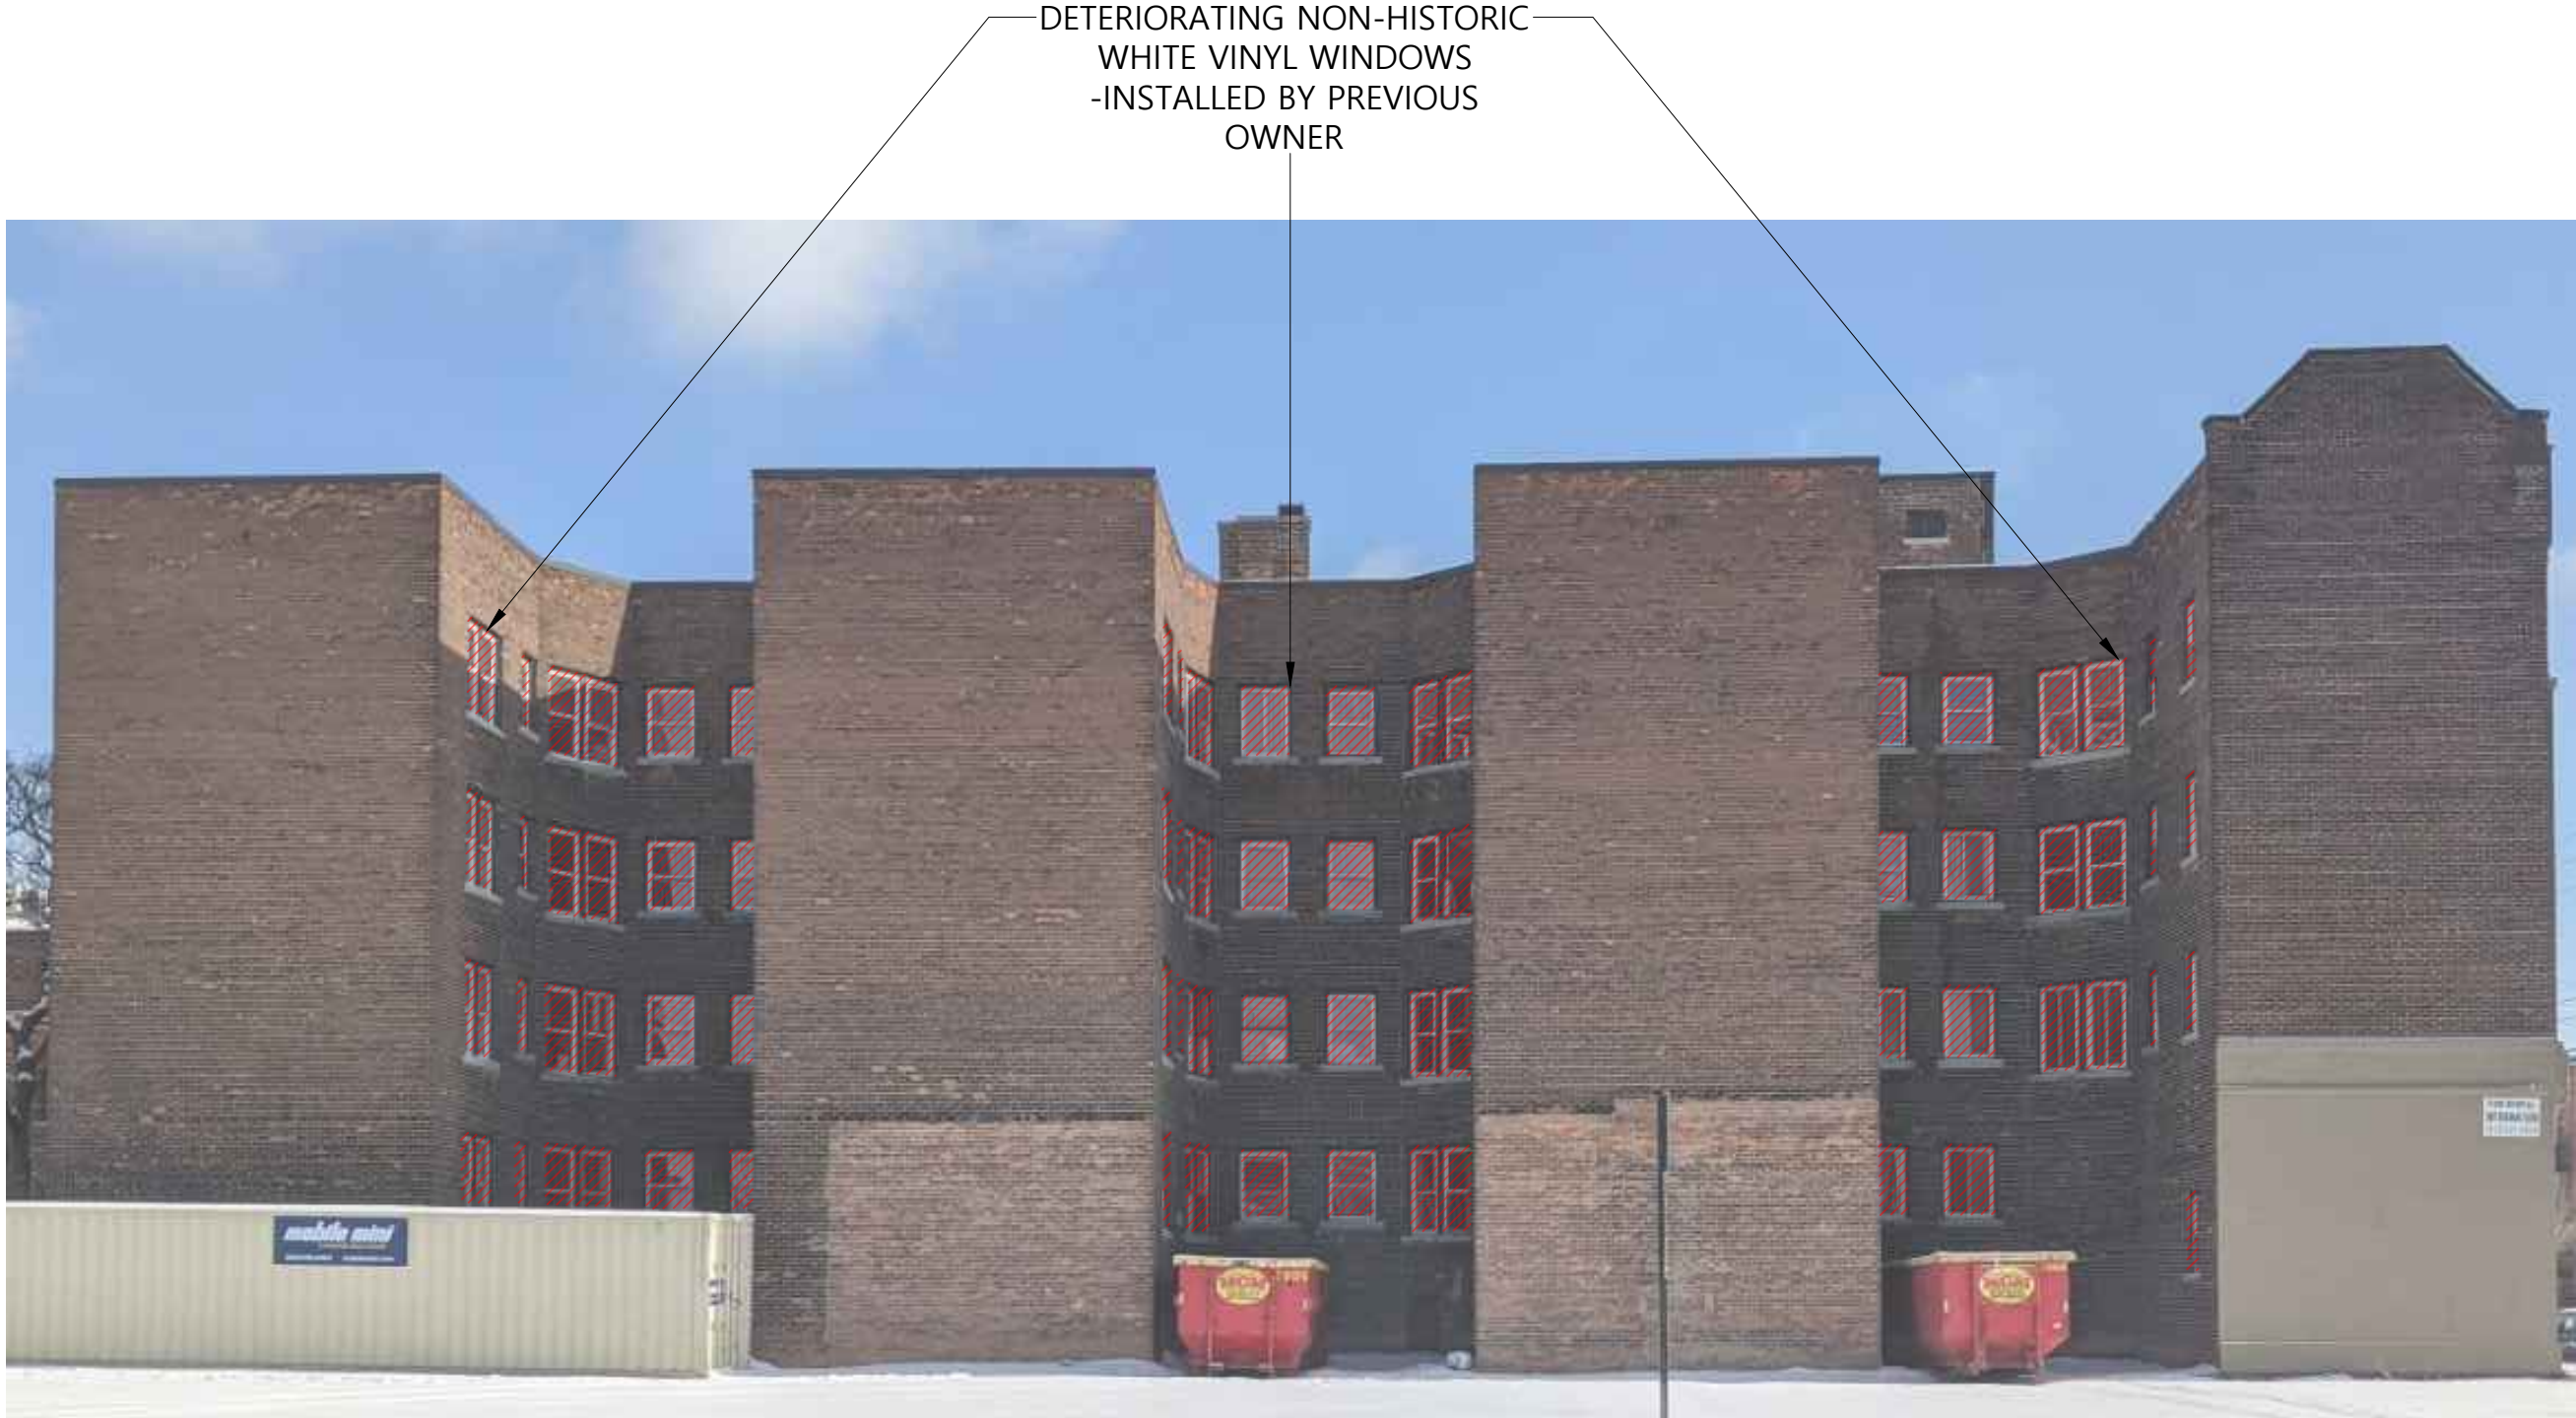 DETERIORATING NON-HISTORIC
WHITE VINYL WINDOWS
-INSTALLED BY PREVIOUS
OWNER
mobile mini